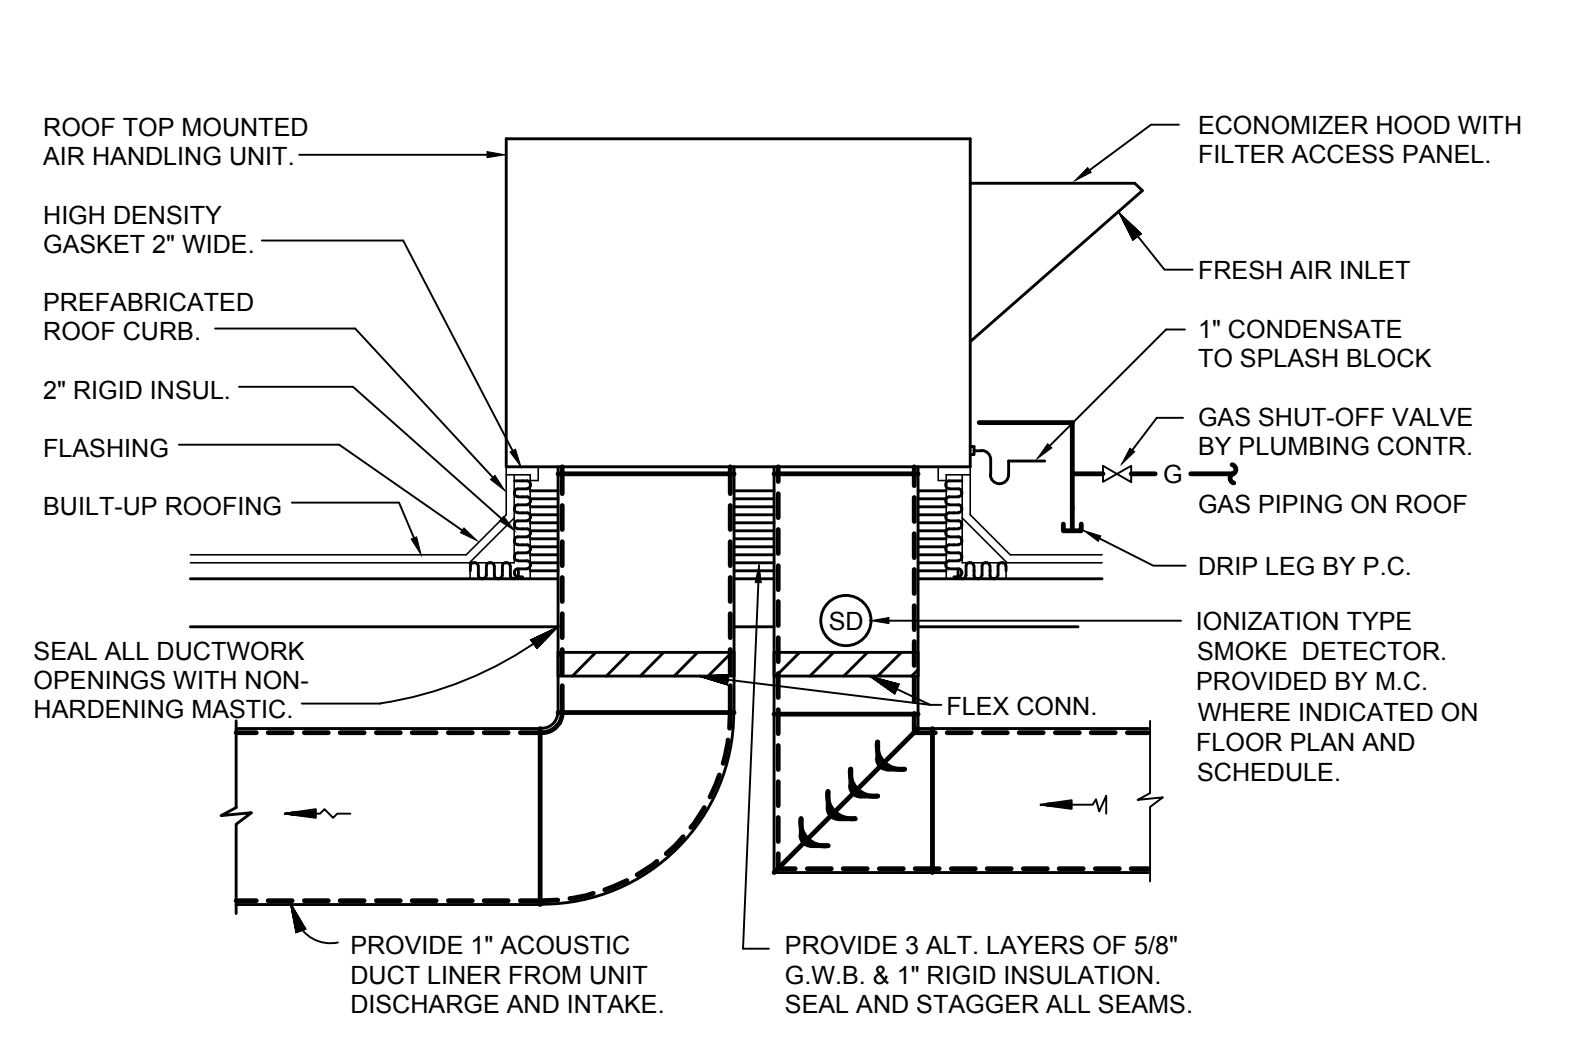 ROOF TOP MOUNTED
AIR HANDLING UNIT.
HIGH DENSITY
GASKET 2" WIDE.
PREFABRICATED
ROOF CURB.
2" RIGID INSUL.
FLASHING
BUILT-UP ROOFING
SEAL ALL DUCTWORK
OPENINGS WITH NON-
HARDENING MASTIC.
ECONOMIZER HOOD WITH
FILTER ACCESS PANEL.
FRESH AIR INLET
1" CONDENSATE
TO SPLASH BLOCK
GAS SHUT-OFF VALVE
BY PLUMBING CONTR.
G
GAS PIPING ON ROOF
DRIP LEG BY P.C.
SD
IONIZATION TYPE
SMOKE DETECTOR.
PROVIDED BY M.C.
WHERE INDICATED ON
FLOOR PLAN AND
SCHEDULE.
FLEX CONN.
PROVIDE 1" ACOUSTIC
DUCT LINER FROM UNIT
DISCHARGE AND INTAKE.
PROVIDE 3 ALT. LAYERS OF 5/8"
G.W.B. & 1" RIGID INSULATION.
SEAL AND STAGGER ALL SEAMS.